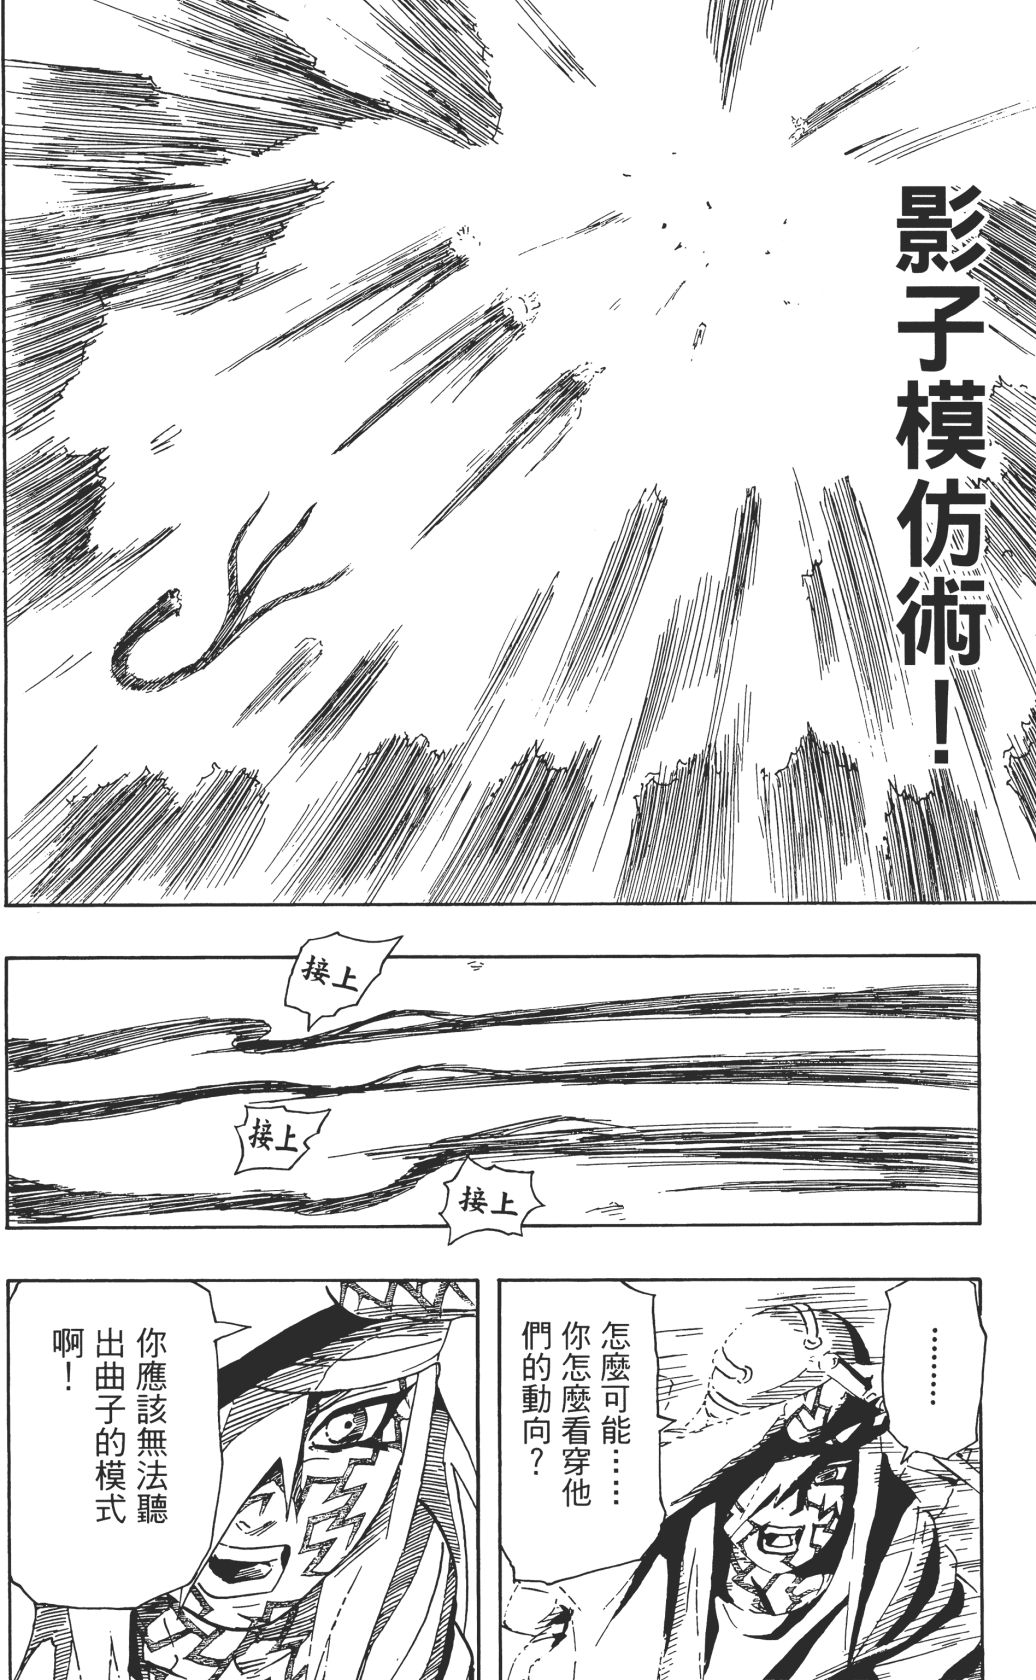 影子模仿術！
接上
接上
接上
………
怎麼可能……
你怎麼看穿他
們的動向？
你應該無法聽
出曲子的模式
啊！